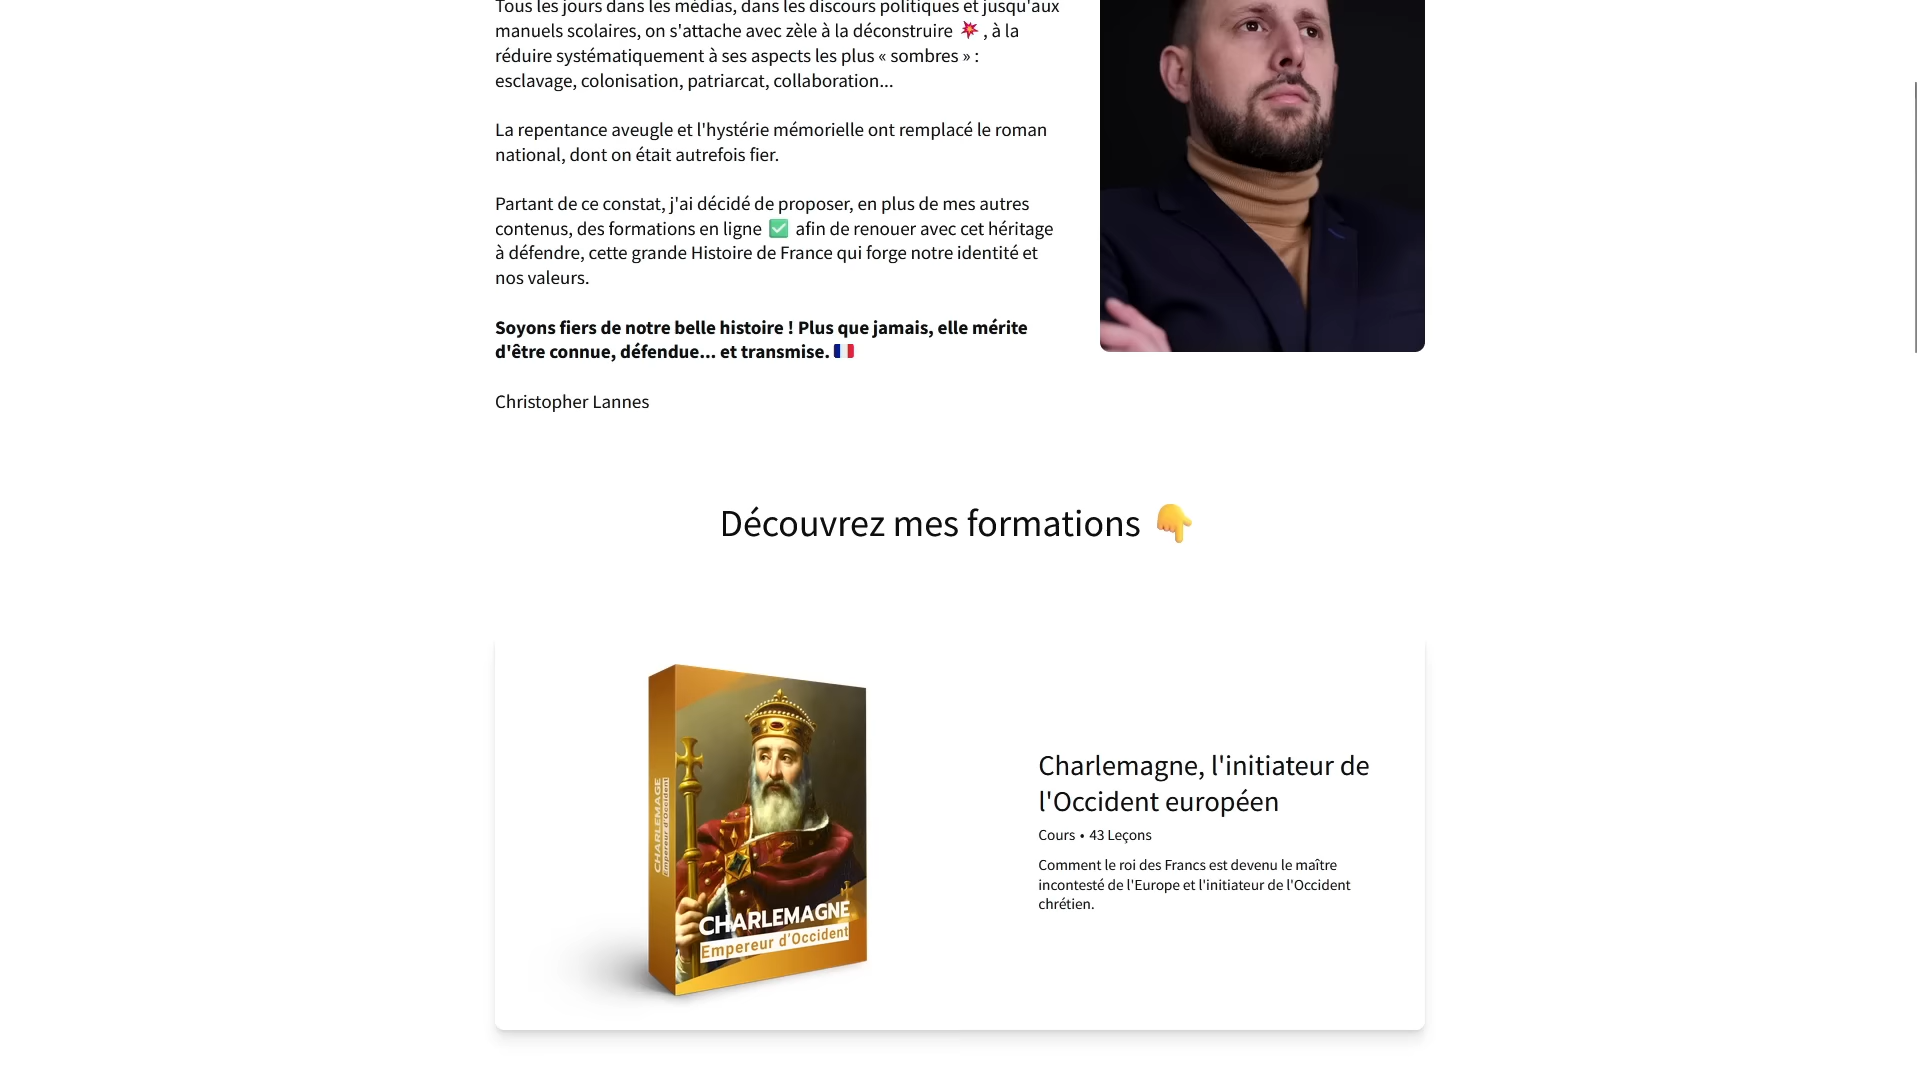 Tous les jours dans les médias, dans les discours politiques et jusqu'aux
manuels scolaires, on s'attache avec zèle à la déconstruire 💥 , à la
réduire systématiquement à ses aspects les plus « sombres » :
esclavage, colonisation, patriarcat, collaboration...
La repentance aveugle et l'hystérie mémorielle ont remplacé le roman
national, dont on était autrefois fier.
Partant de ce constat, j'ai décidé de proposer, en plus de mes autres
contenus, des formations en ligne ✅ afin de renouer avec cet héritage
à défendre, cette grande Histoire de France qui forge notre identité et
nos valeurs.
Soyons fiers de notre belle histoire ! Plus que jamais, elle mérite
d'être connue, défendue... et transmise. 🇫🇷
Christopher Lannes
Découvrez mes formations 👇
CHARLEMAGE
Empereur d'Occident
CHARLEMAGNE
Empereur d'Occident
Charlemagne, l'initiateur de
l'Occident européen
Cours • 43 Leçons
Comment le roi des Francs est devenu le maître
incontesté de l'Europe et l'initiateur de l'Occident
chrétien.